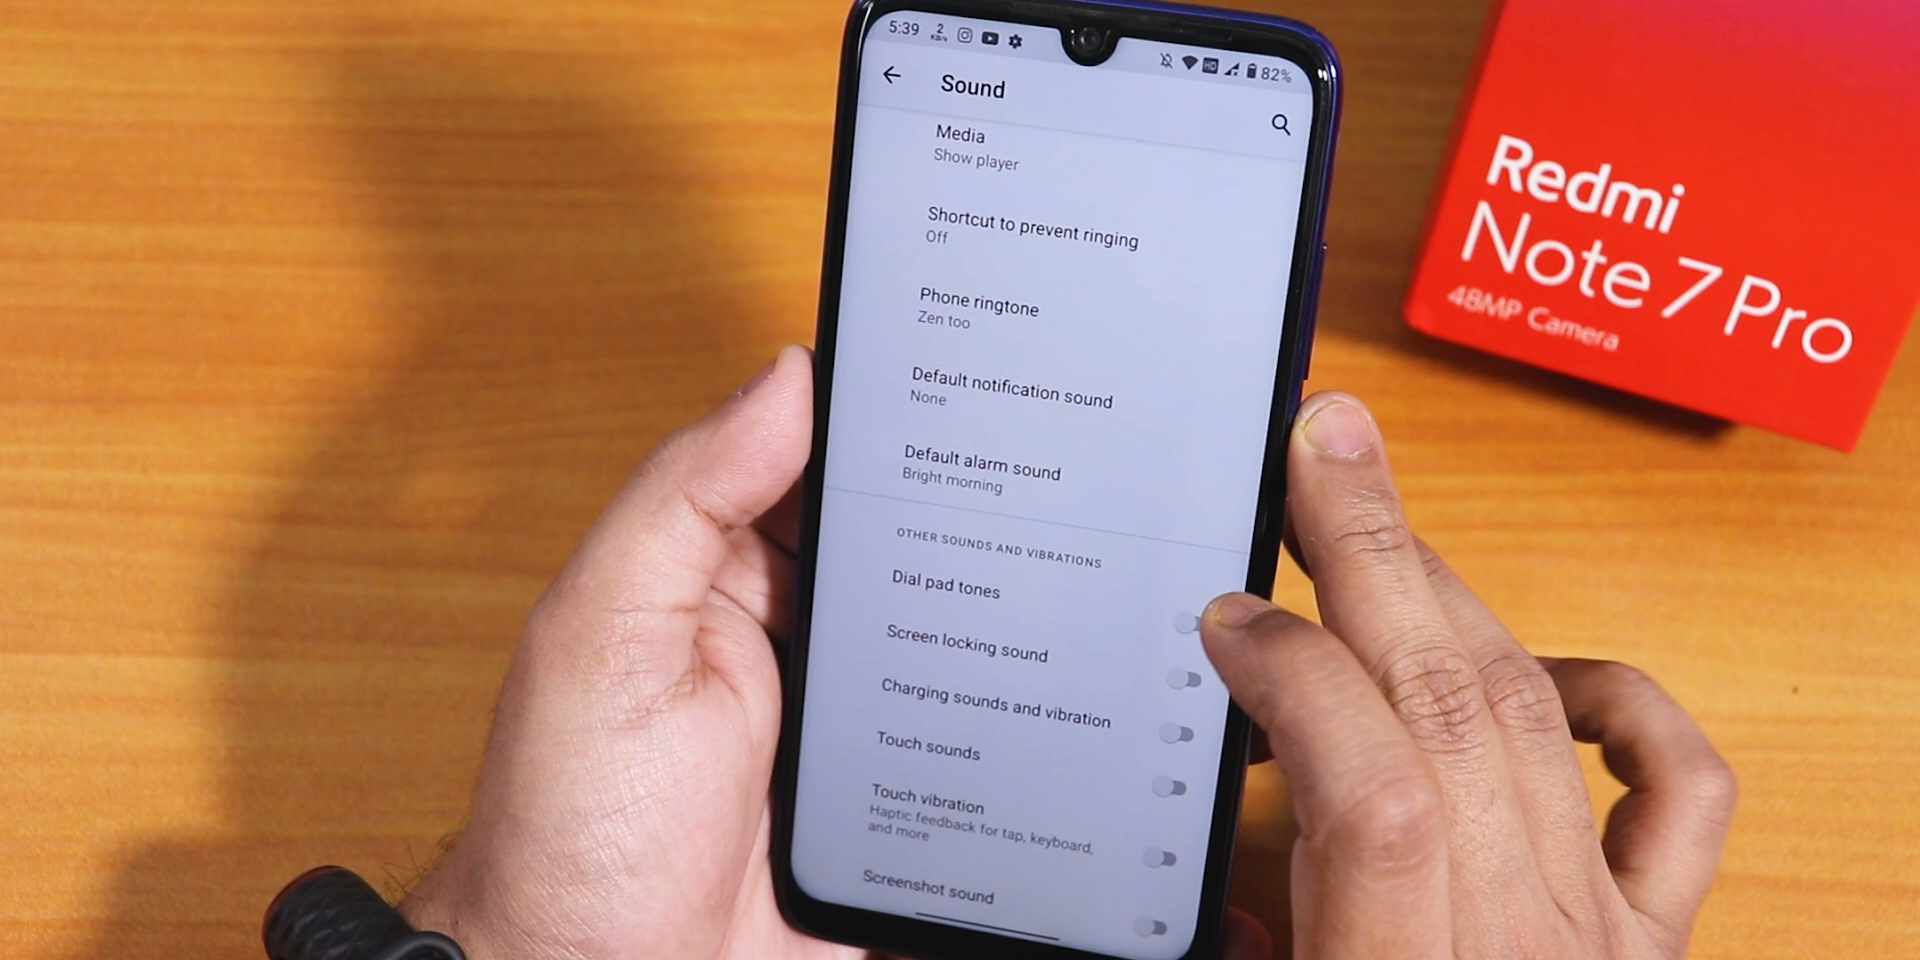 5:39
2
KB/s
HD
82%
Sound
Media
Show player
Shortcut to prevent ringing
Off
Phone ringtone
Zen too
Default notification sound
None
Default alarm sound
Bright morning
OTHER SOUNDS AND VIBRATIONS
Dial pad tones
Screen locking sound
Charging sounds and vibration
Touch sounds
Touch vibration
Haptic feedback for tap, keyboard,
and more
Screenshot sound
Redmi
Note 7 Pro
48MP Camera